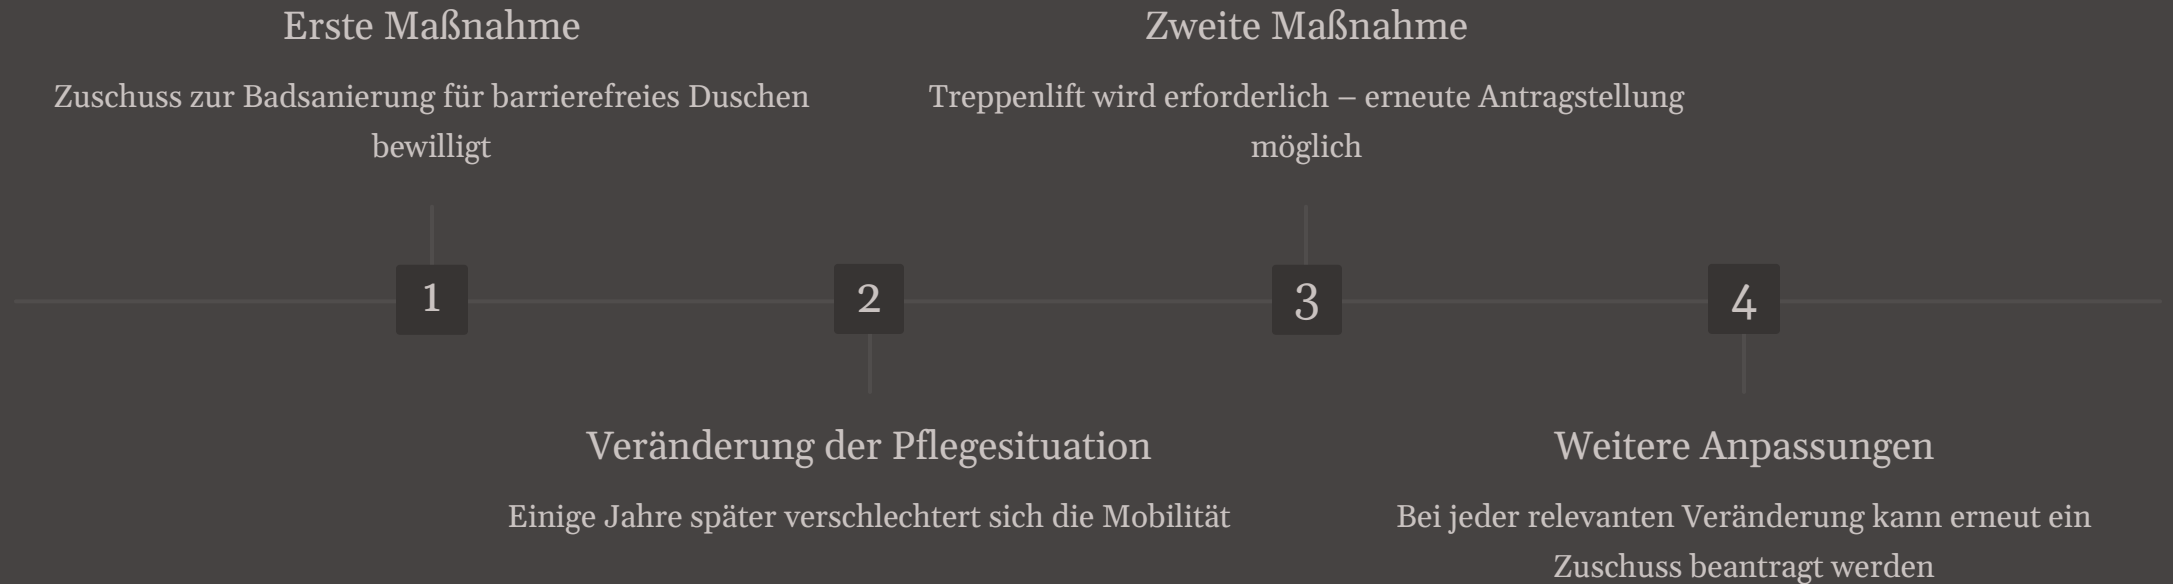 Erste Maßnahme
Zuschuss zur Badsanierung für barrierefreies Duschen
bewilligt
1
2
Veränderung der Pflegesituation
Einige Jahre später verschlechtert sich die Mobilität
Zweite Maßnahme
Treppenlift wird erforderlich – erneute Antragstellung
möglich
3
4
Weitere Anpassungen
Bei jeder relevanten Veränderung kann erneut ein
Zuschuss beantragt werden